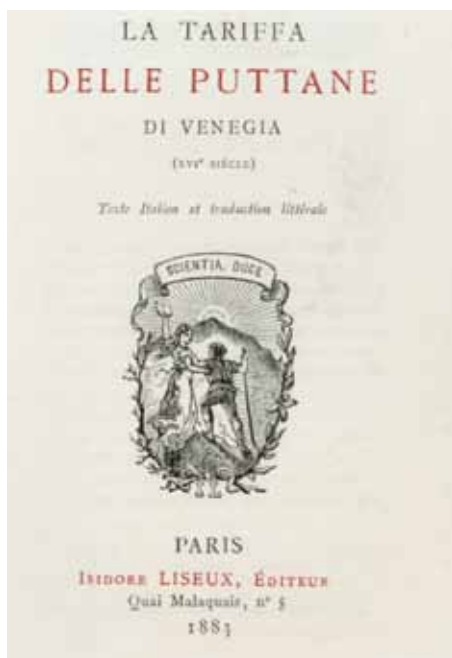 LA TARIFFA
DELLE PUTTANE
DI VENEGIA
(XVIᵉ SIÈCLE)
Texte Italien et traduction littérale
SCIENTIA DUCE
PARIS
ISIDORE LISEUX, ÉDITEUR
Quai Malaquais, nº 5
1883